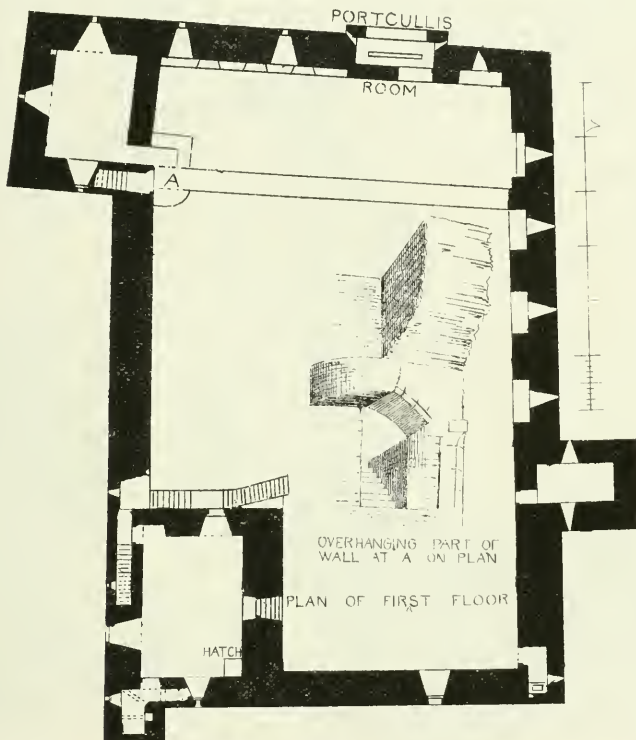 PORTCULLIS
ROOM
A
OVERHANGING PART OF
WALL AT A ON PLAN
PLAN OF FIRST FLOOR
HATCH